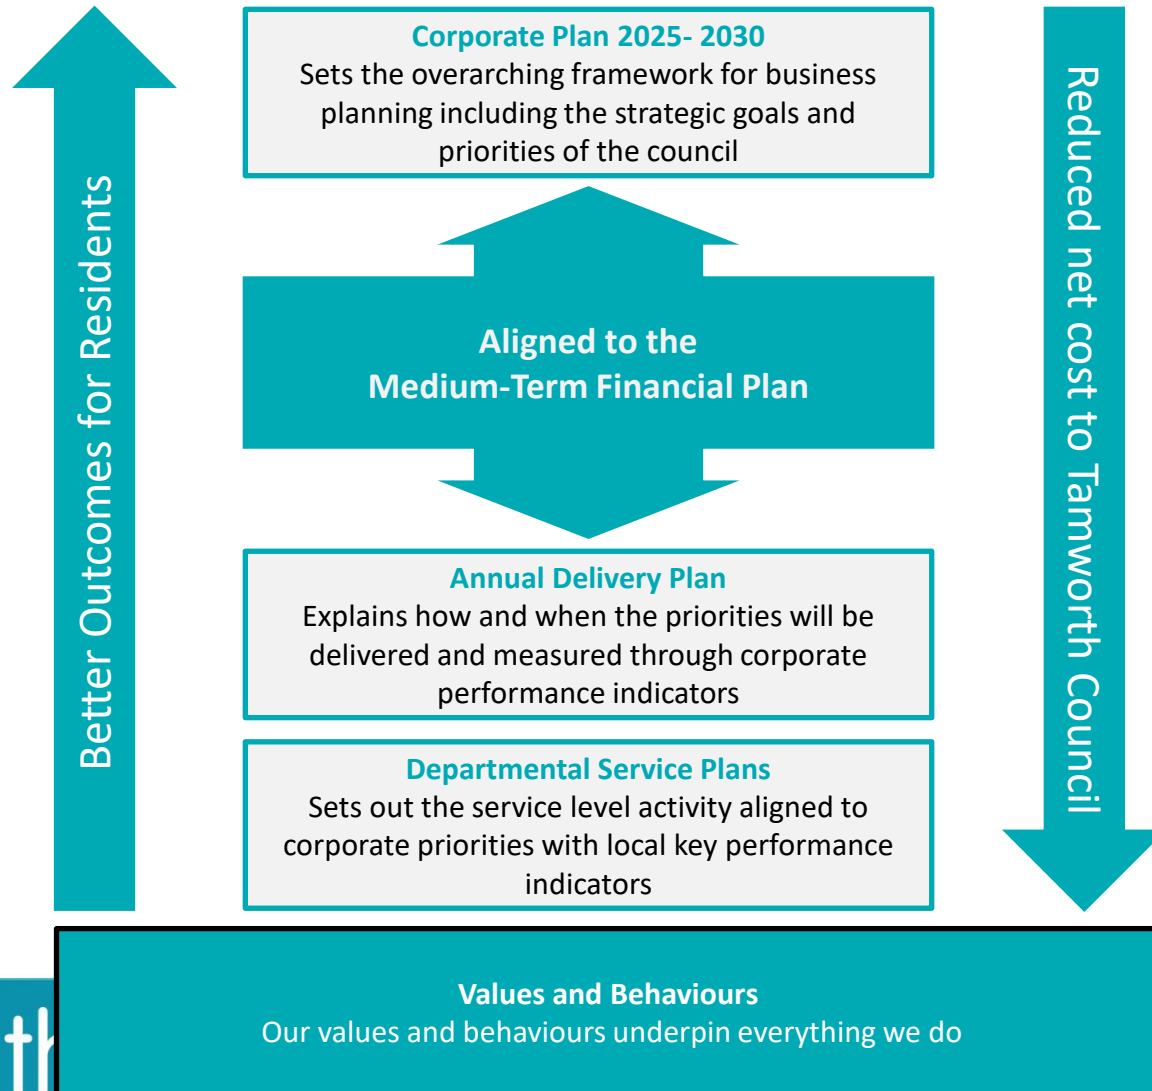 Corporate Plan 2025- 2030
Sets the overarching framework for business
planning including the strategic goals and
priorities of the council
Better Outcomes for Residents
Reduced net cost to Tamworth Council
Aligned to the
Medium-Term Financial Plan
Annual Delivery Plan
Explains how and when the priorities will be
delivered and measured through corporate
performance indicators
Departmental Service Plans
Sets out the service level activity aligned to
corporate priorities with local key performance
indicators
Values and Behaviours
Our values and behaviours underpin everything we do